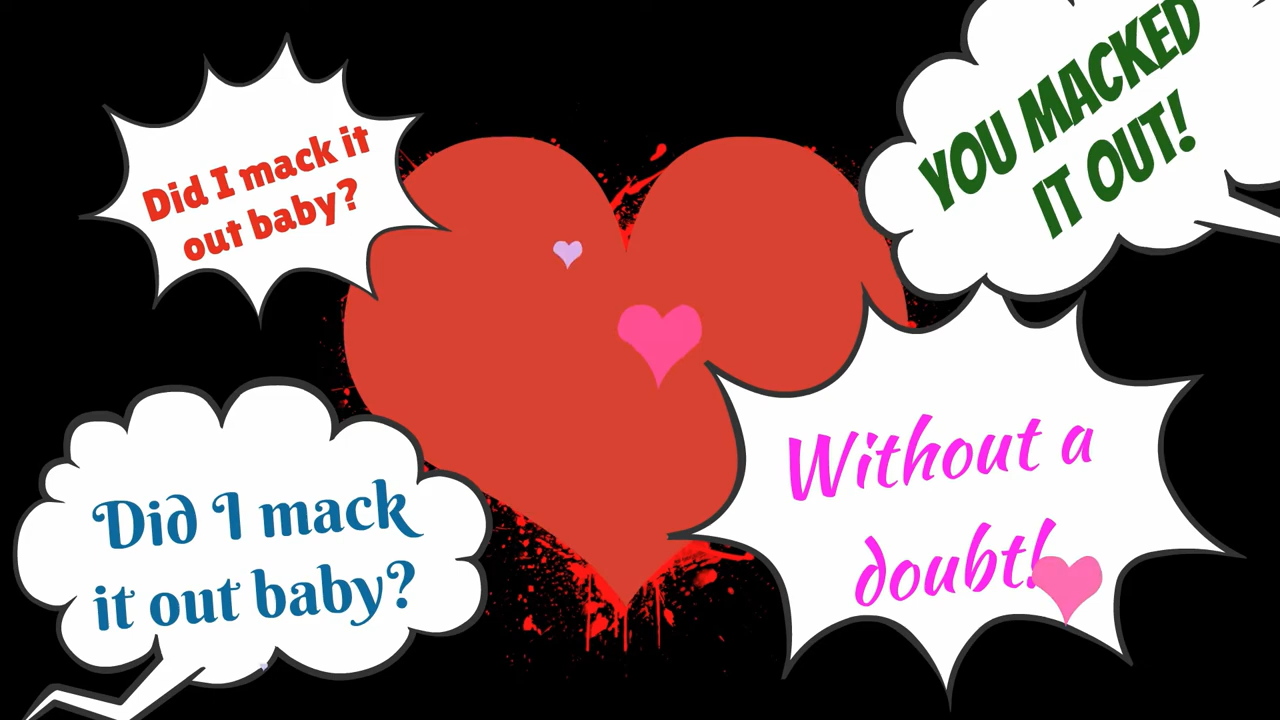 Did I mack it
out baby?
YOU MACKED
IT OUT!
Did I mack
it out baby?
Without a
doubt!